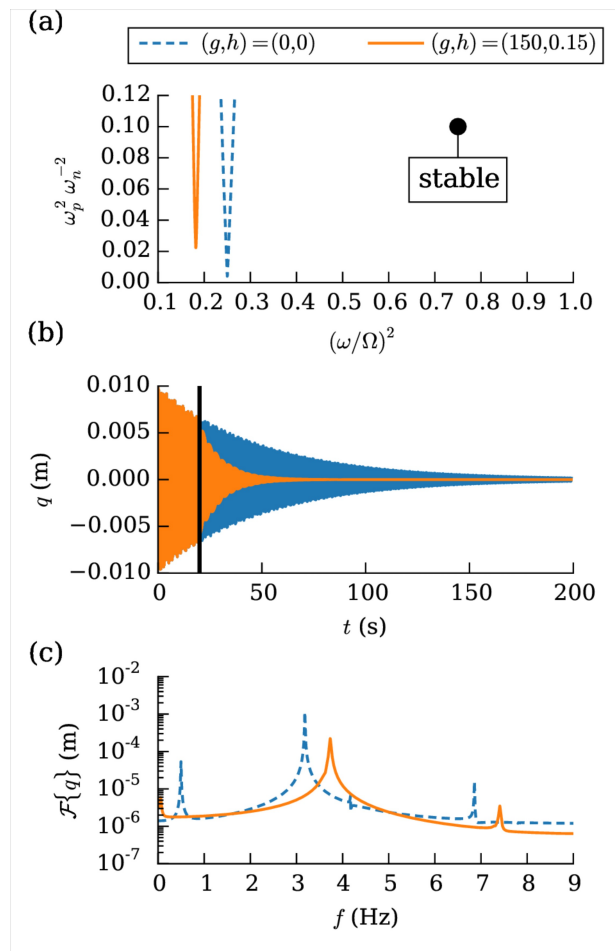 (a)
(g,h)=(0,0) (g,h)=(150,0.15)
0.12
0.10
0.08
0.06
0.04
0.02
0.00
ω_p² ω_n⁻²
stable
0.1 0.2 0.3 0.4 0.5 0.6 0.7 0.8 0.9 1.0
(ω/Ω)²
(b)
0.010
0.005
0.000
−0.005
−0.010
q (m)
0 50 100 150 200
t (s)
(c)
10⁻²
10⁻³
10⁻⁴
10⁻⁵
10⁻⁶
10⁻⁷
ℱ{q} (m)
0 1 2 3 4 5 6 7 8 9
f (Hz)